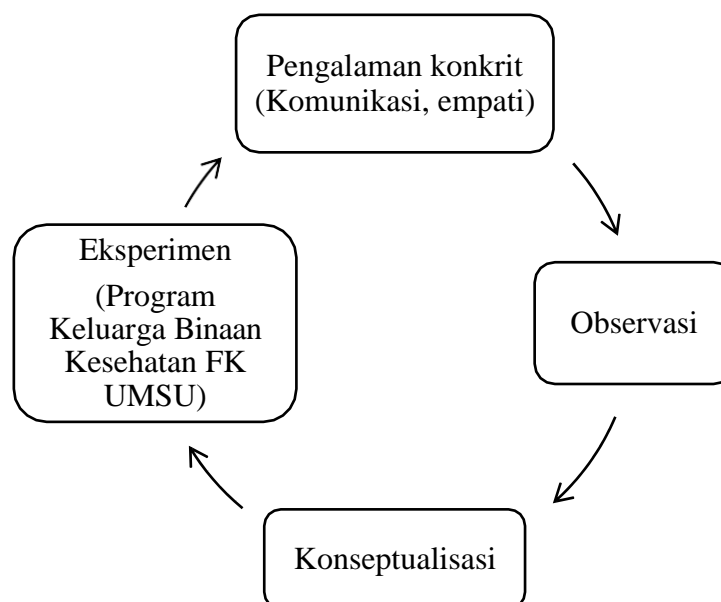 Pengalaman konkrit
(Komunikasi, empati)
Observasi
Konseptualisasi
Eksperimen
(Program
Keluarga Binaan
Kesehatan FK
UMSU)